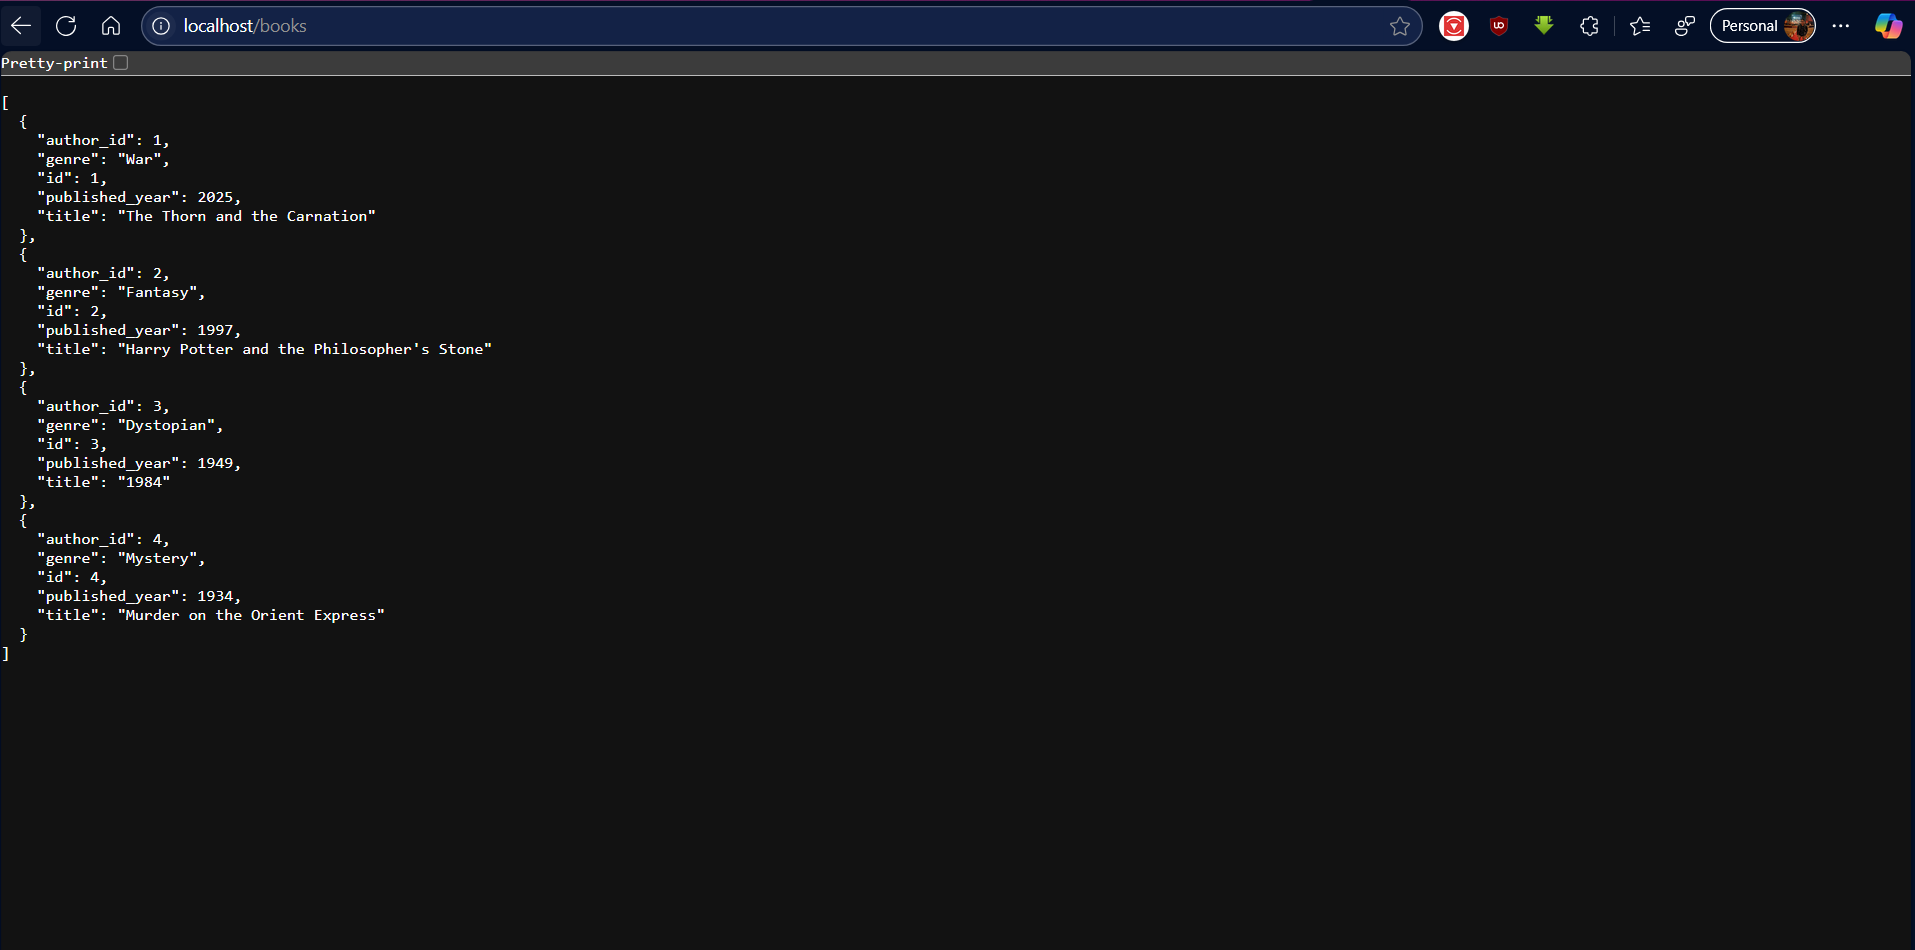 localhost/books
Personal
Pretty-print
[
  {
    "author_id": 1,
    "genre": "War",
    "id": 1,
    "published_year": 2025,
    "title": "The Thorn and the Carnation"
  },
  {
    "author_id": 2,
    "genre": "Fantasy",
    "id": 2,
    "published_year": 1997,
    "title": "Harry Potter and the Philosopher's Stone"
  },
  {
    "author_id": 3,
    "genre": "Dystopian",
    "id": 3,
    "published_year": 1949,
    "title": "1984"
  },
  {
    "author_id": 4,
    "genre": "Mystery",
    "id": 4,
    "published_year": 1934,
    "title": "Murder on the Orient Express"
  }
]